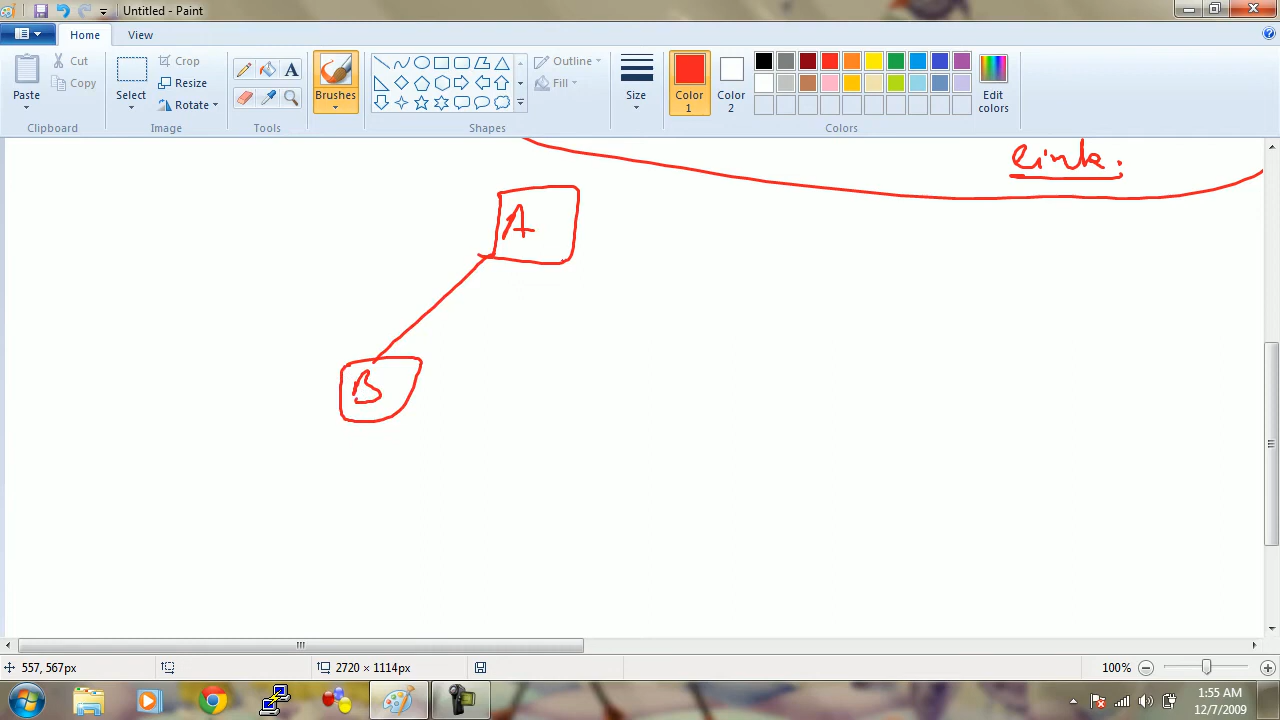 Untitled - Paint
Home
View
Paste
Cut
Copy
Clipboard
Select
Crop
Resize
Rotate
Image
A
Tools
Brushes
Outline
Fill
Shapes
Size
Color
1
Color
2
Edit
colors
Colors
link.
A
B
557, 567px
2720 × 1114px
100%
1:55 AM
12/7/2009